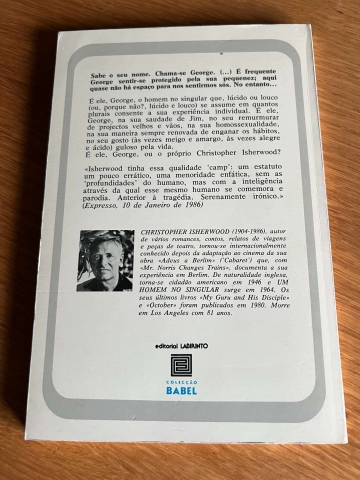 Sabe o seu nome. Chama-se George. (...) É frequente
George sentir-se protegido pela sua pequenez; aqui
quase não há espaço para nos sentirmos sós. No entanto...
É ele, George, o homem no singular que, lúcido ou louco
(ou, porque não?, lúcido e louco) se assume em quantos
plurais consente a sua experiência individual. É ele,
George, na sua saudade de Jim, no seu remurmurar
de projectos velhos e vãos, na sua homossexualidade,
na sua maneira sempre renovada de enganar os hábitos,
no seu gosto (às vezes meigo e amargo, às vezes alegre
e ácido) guloso pela vida.
É ele, George, ou o próprio Christopher Isherwood?
«Isherwood tinha essa qualidade 'camp': um estatuto
um pouco errático, uma menoridade enfática, sem as
'profundidades' do humano, mas com a inteligência
através da qual esse mesmo humano se comemora e
parodia. Anterior à tragédia. Serenamente irónico.»
(Expresso, 10 de Janeiro de 1986)
CHRISTOPHER ISHERWOOD (1904-1986), autor
de vários romances, contos, relatos de viagens
e peças de teatro, tornou-se internacionalmente
conhecido depois da adaptação ao cinema da sua
obra «Adeus a Berlim» ('Cabaret') que, com
«Mr. Norris Changes Trains», documenta a sua
experiência em Berlim. De naturalidade inglesa,
torna-se cidadão americano em 1946 e UM
HOMEM NO SINGULAR surge em 1964. Os
seus últimos livros «My Guru and His Disciple»
e «October» foram publicados em 1980. Morre
em Los Angeles com 81 anos.
editorial LABIRINTO
COLECÇÃO
BABEL